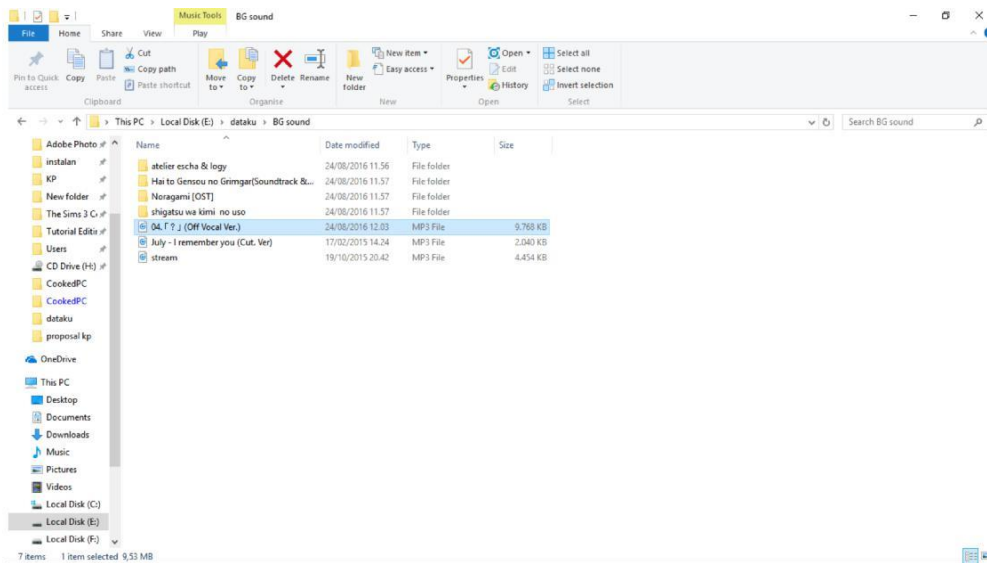 Music Tools BG sound
File Home Share View Play
Pin to Quick access
Copy
Paste
Cut
Copy path
Paste shortcut
Clipboard
Move to
Copy to
Delete
Rename
Organise
New folder
New item
Easy access
New
Properties
Open
Edit
History
Open
Select all
Select none
Invert selection
Select
This PC > Local Disk (E:) > dataku > BG sound
Search BG sound
Name Date modified Type Size
atelier escha & logy 24/08/2016 11.56 File folder
Hai to Gensou no Grimgar(Soundtrack &... 24/08/2016 11.57 File folder
Noragami [OST] 24/08/2016 11.57 File folder
shigatsu wa kimi no uso 24/08/2016 11.57 File folder
04.「?」(Off Vocal Ver.) 24/08/2016 12.03 MP3 File 9.768 KB
July - I remember you (Cut. Ver) 17/02/2015 14.24 MP3 File 2.040 KB
stream 19/10/2015 20.42 MP3 File 4.454 KB
Adobe Photo
instalan
KP
New folder
The Sims 3
Tutorial Editin
Users
CD Drive (H:)
CookedPC
CookedPC
dataku
proposal kp
OneDrive
This PC
Desktop
Documents
Downloads
Music
Pictures
Videos
Local Disk (C:)
Local Disk (E:)
Local Disk (F:)
7 items 1 item selected 9,53 MB